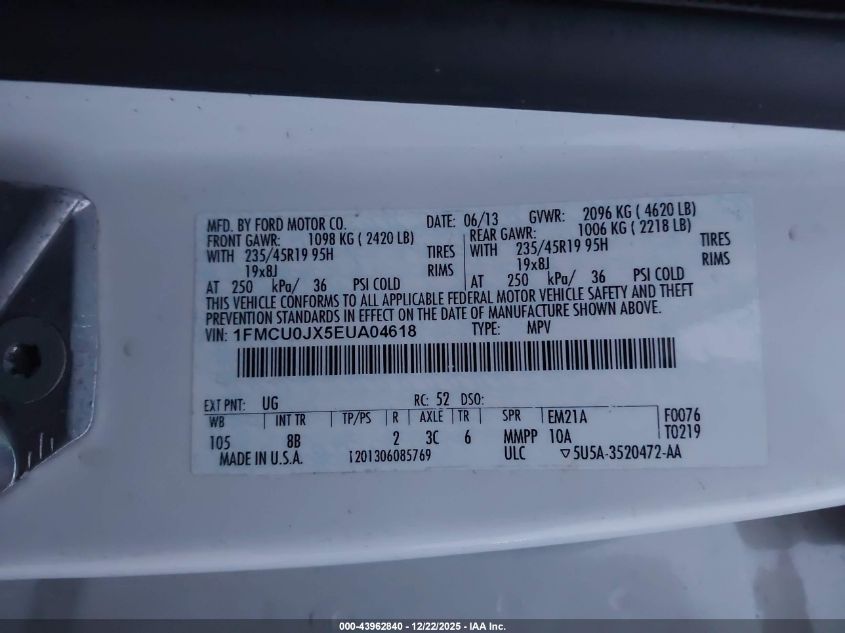 MFD. BY FORD MOTOR CO. DATE: 06/13 GVWR: 2096 KG ( 4620 LB)
FRONT GAWR: 1098 KG ( 2420 LB) REAR GAWR: 1006 KG ( 2218 LB)
WITH 235/45R19 95H TIRES WITH 235/45R19 95H TIRES
19x8J RIMS 19x8J RIMS
AT 250 kPa/ 36 PSI COLD AT 250 kPa/ 36 PSI COLD
THIS VEHICLE CONFORMS TO ALL APPLICABLE FEDERAL MOTOR VEHICLE SAFETY AND THEFT
PREVENTION STANDARDS IN EFFECT ON THE DATE OF MANUFACTURE SHOWN ABOVE.
VIN: 1FMCU0JX5EUA04618 TYPE: MPV
EXT PNT: UG RC: 52 DSO:
WB INT TR TP/PS R AXLE TR SPR EM21A F0076
105 8B 2 3C 6 MMPP 10A T0219
MADE IN U.S.A. I201306085769 ULC ▽5U5A-3520472-AA
000-43962840 - 12/22/2025 - IAA Inc.